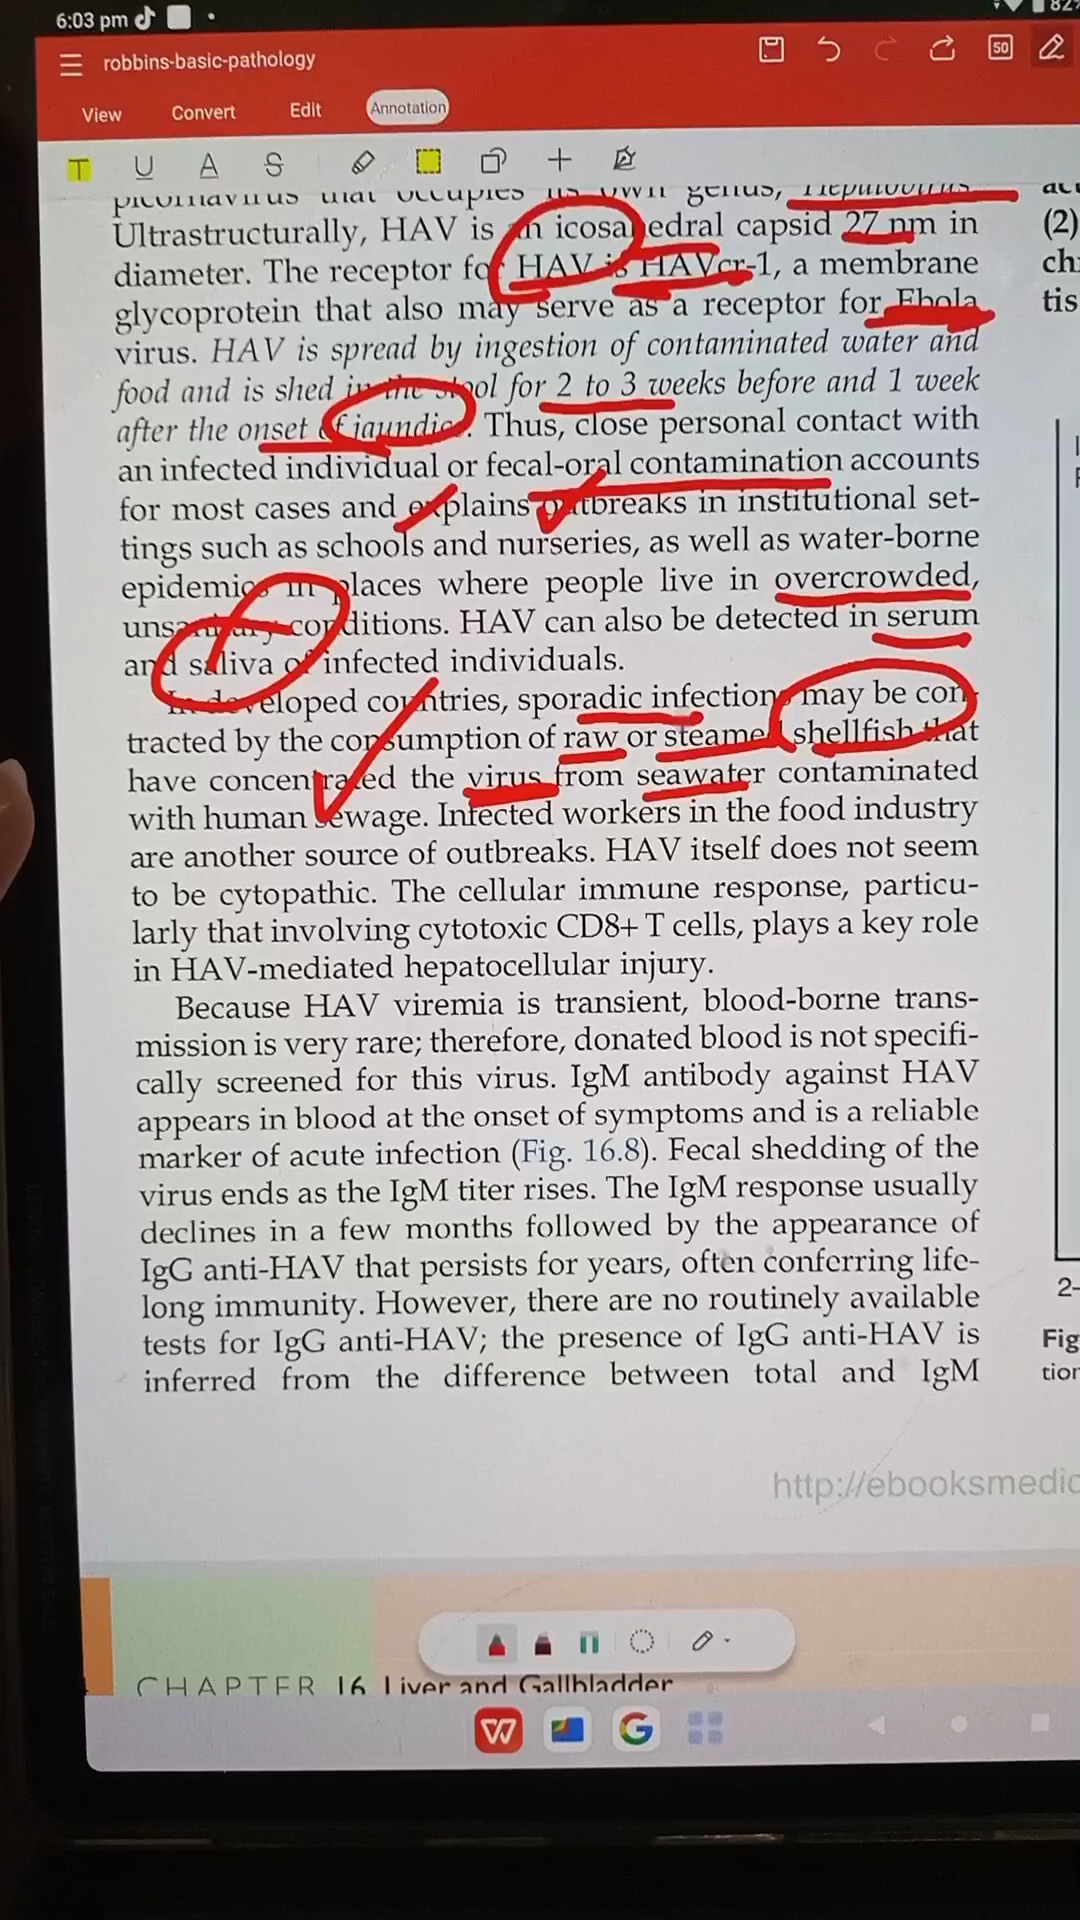 6:03 pm
82
robbins-basic-pathology
50
View Convert Edit Annotation
T U A S
picornavirus that occupies its own genus, Hepatovirus.
Ultrastructurally, HAV is an icosahedral capsid 27 nm in
diameter. The receptor for HAV is HAVcr-1, a membrane
glycoprotein that also may serve as a receptor for Ebola
virus. HAV is spread by ingestion of contaminated water and
food and is shed in the stool for 2 to 3 weeks before and 1 week
after the onset of jaundice. Thus, close personal contact with
an infected individual or fecal-oral contamination accounts
for most cases and explains outbreaks in institutional set-
tings such as schools and nurseries, as well as water-borne
epidemics in places where people live in overcrowded,
unsanitary conditions. HAV can also be detected in serum
and saliva of infected individuals.
In developed countries, sporadic infections may be con-
tracted by the consumption of raw or steamed shellfish that
have concentrated the virus from seawater contaminated
with human sewage. Infected workers in the food industry
are another source of outbreaks. HAV itself does not seem
to be cytopathic. The cellular immune response, particu-
larly that involving cytotoxic CD8+ T cells, plays a key role
in HAV-mediated hepatocellular injury.
Because HAV viremia is transient, blood-borne trans-
mission is very rare; therefore, donated blood is not specifi-
cally screened for this virus. IgM antibody against HAV
appears in blood at the onset of symptoms and is a reliable
marker of acute infection (Fig. 16.8). Fecal shedding of the
virus ends as the IgM titer rises. The IgM response usually
declines in a few months followed by the appearance of
IgG anti-HAV that persists for years, often conferring life-
long immunity. However, there are no routinely available
tests for IgG anti-HAV; the presence of IgG anti-HAV is
inferred from the difference between total and IgM
(2)
tis
2-
Fig
tion
http://ebooksmedic
CHAPTER 16 Liver and Gallbladder